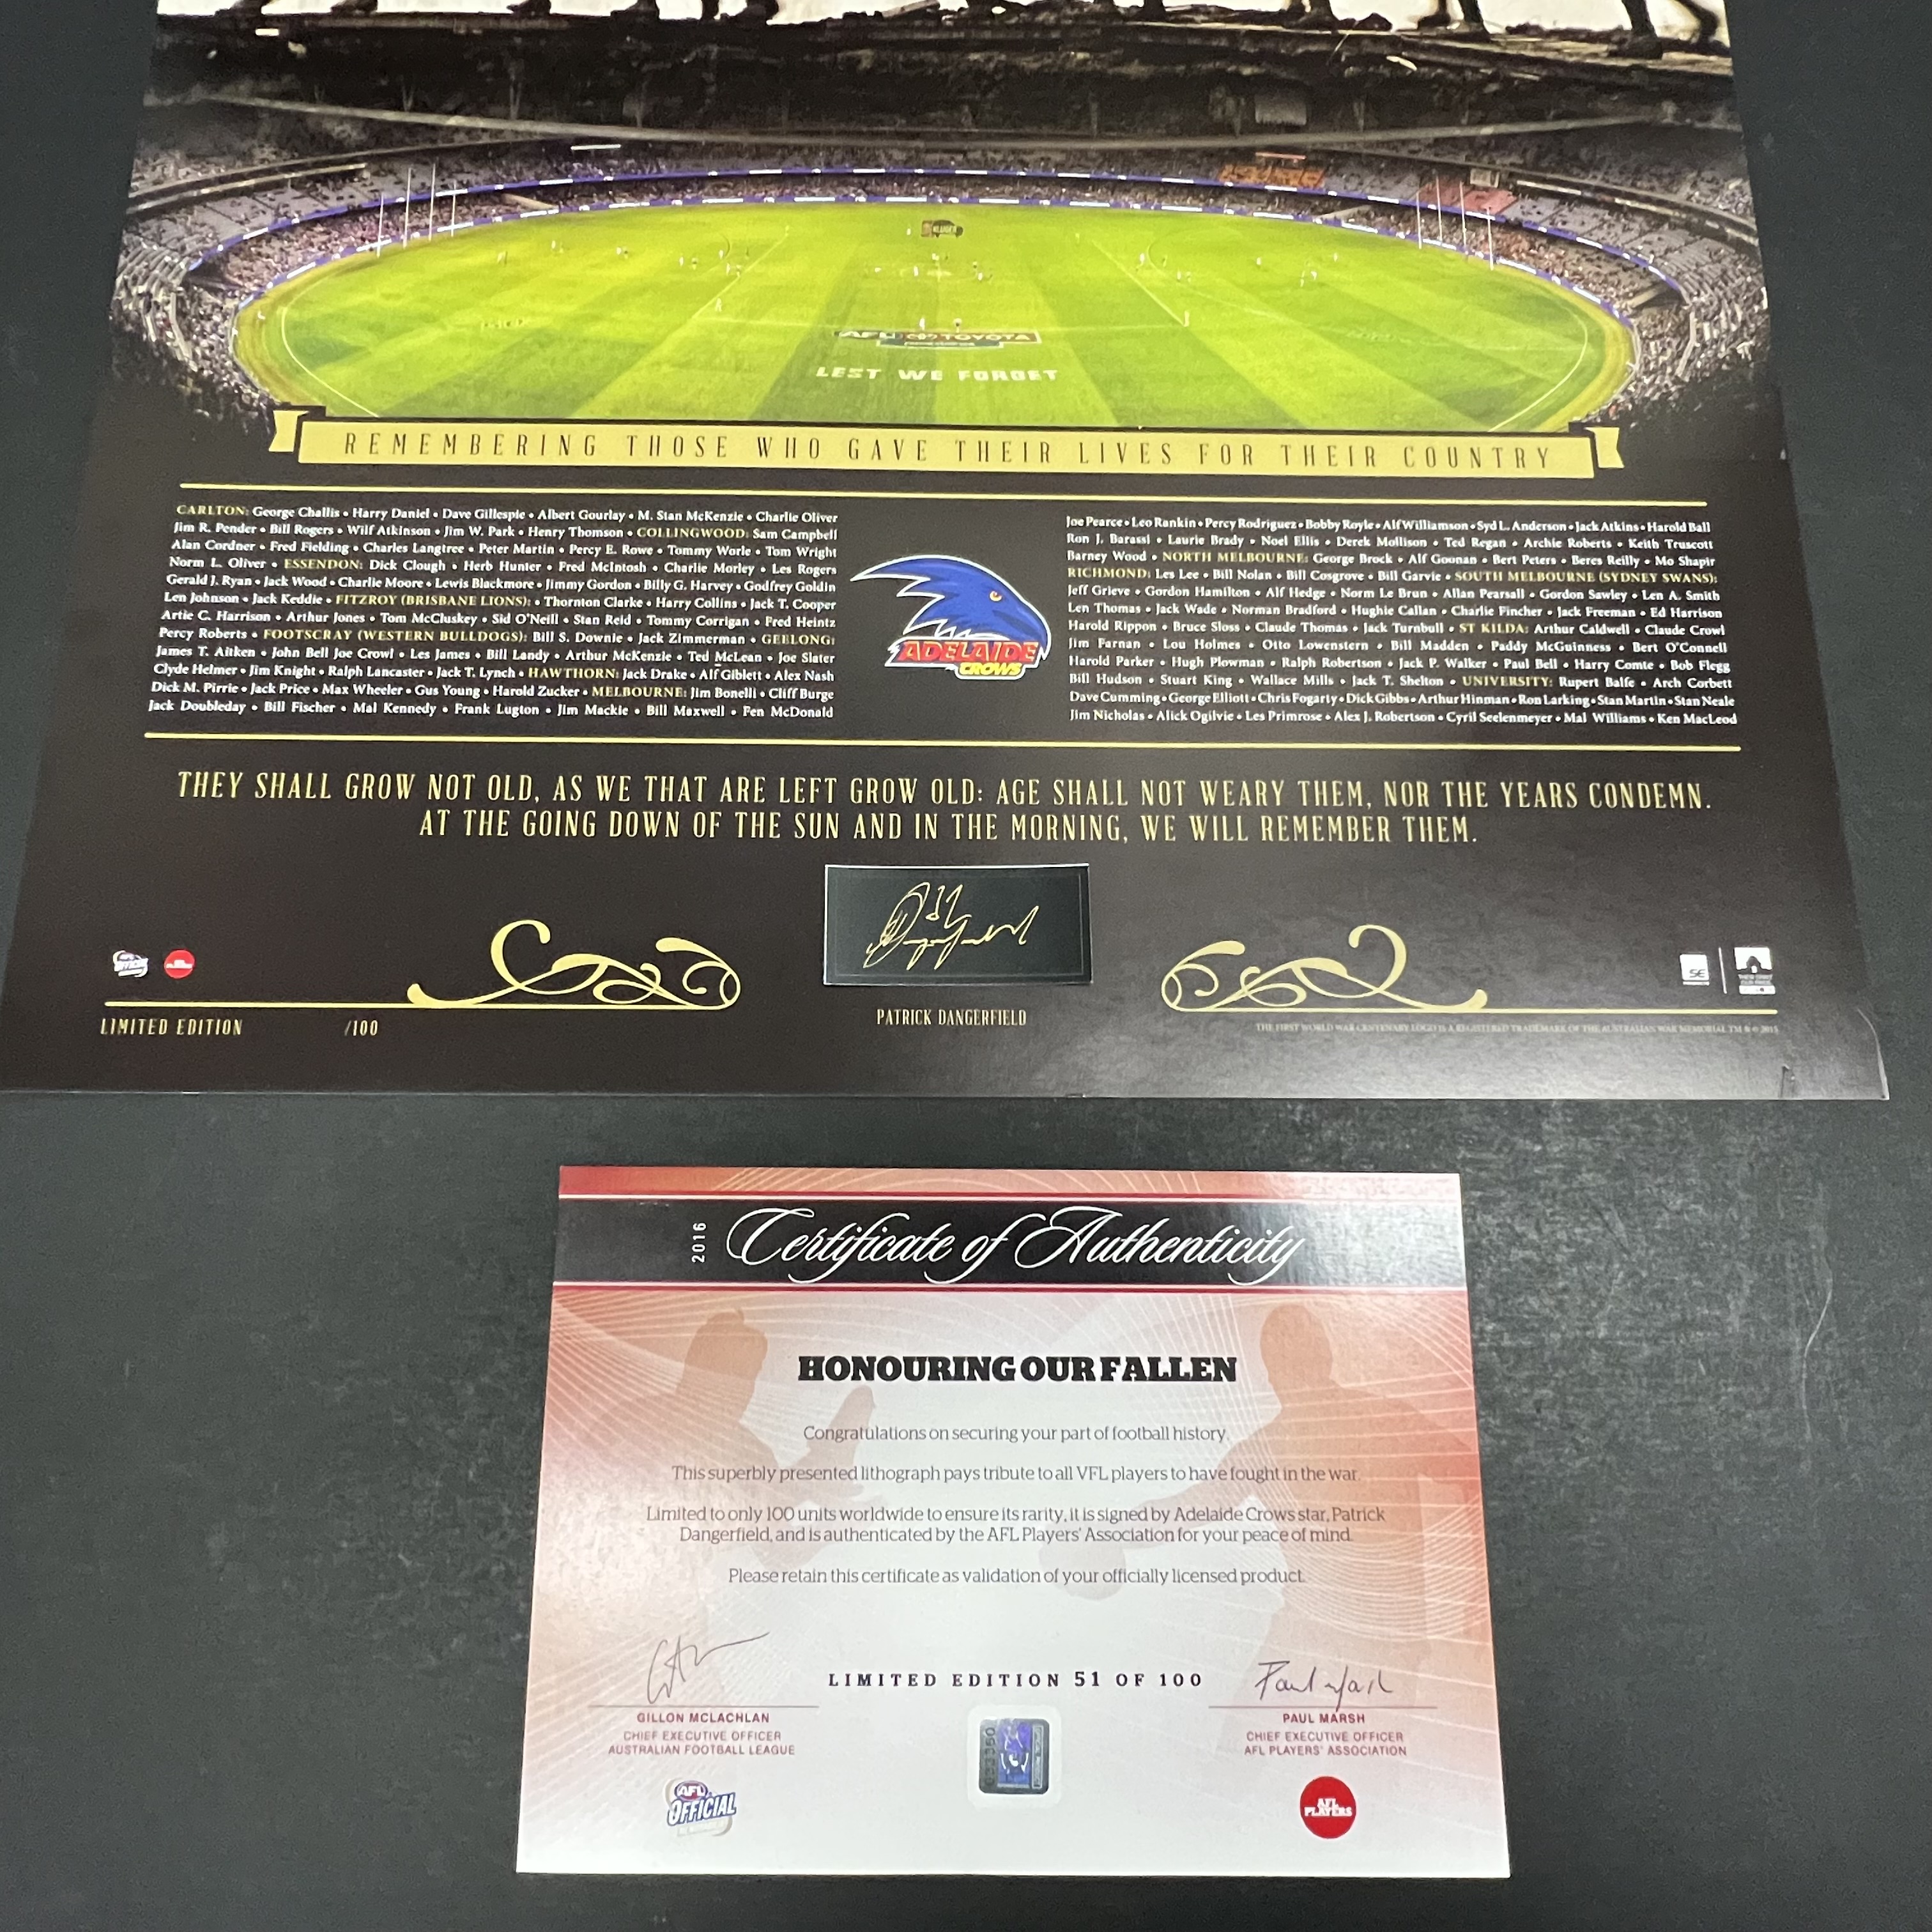 AFL TOYOTA
LEST WE FORGET
REMEMBERING THOSE WHO GAVE THEIR LIVES FOR THEIR COUNTRY
CARLTON: George Challis • Harry Daniel • Dave Gillespie • Albert Gourlay • M. Stan McKenzie • Charlie Oliver
Jim R. Pender • Bill Rogers • Wilf Atkinson • Jim W. Park • Henry Thomson • COLLINGWOOD: Sam Campbell
Alan Cordner • Fred Fielding • Charles Langtree • Peter Martin • Percy E. Rowe • Tommy Worle • Tom Wright
Norm L. Oliver • ESSENDON: Dick Clough • Herb Hunter • Fred McIntosh • Charlie Morley • Les Rogers
Gerald J. Ryan • Jack Wood • Charlie Moore • Lewis Blackmore • Jimmy Gordon • Billy G. Harvey • Godfrey Goldin
Len Johnson • Jack Keddie • FITZROY (BRISBANE LIONS): • Thornton Clarke • Harry Collins • Jack T. Cooper
Artie C. Harrison • Arthur Jones • Tom McCluskey • Sid O'Neill • Stan Reid • Tommy Corrigan • Fred Heintz
Percy Roberts • FOOTSCRAY (WESTERN BULLDOGS): Bill S. Downie • Jack Zimmerman • GEELONG:
James T. Aitken • John Bell Joe Crowl • Les James • Bill Landy • Arthur McKenzie • Ted McLean • Joe Slater
Clyde Helmer • Jim Knight • Ralph Lancaster • Jack T. Lynch • HAWTHORN: Jack Drake • Alf Giblett • Alex Nash
Dick M. Pirrie • Jack Price • Max Wheeler • Gus Young • Harold Zucker • MELBOURNE: Jim Bonelli • Cliff Burge
Jack Doubleday • Bill Fischer • Mal Kennedy • Frank Lugton • Jim Mackie • Bill Maxwell • Fen McDonald
ADELAIDE
CROWS
Joe Pearce • Leo Rankin • Percy Rodriguez • Bobby Royle • Alf Williamson • Syd L. Anderson • Jack Atkins • Harold Ball
Ron J. Barassi • Laurie Brady • Noel Ellis • Derek Mollison • Ted Regan • Archie Roberts • Keith Truscott
Barney Wood • NORTH MELBOURNE: George Brock • Alf Goonan • Bert Peters • Beres Reilly • Mo Shapir
RICHMOND: Les Lee • Bill Nolan • Bill Cosgrove • Bill Garvie • SOUTH MELBOURNE (SYDNEY SWANS):
Jeff Grieve • Gordon Hamilton • Alf Hedge • Norm Le Brun • Allan Pearsall • Gordon Sawley • Len A. Smith
Len Thomas • Jack Wade • Norman Bradford • Hughie Callan • Charlie Fincher • Jack Freeman • Ed Harrison
Harold Rippon • Bruce Sloss • Claude Thomas • Jack Turnbull • ST KILDA: Arthur Caldwell • Claude Crowl
Jim Farnan • Lou Holmes • Otto Lowenstern • Bill Madden • Paddy McGuinness • Bert O'Connell
Harold Parker • Hugh Plowman • Ralph Robertson • Jack P. Walker • Paul Bell • Harry Comte • Bob Flegg
Bill Hudson • Stuart King • Wallace Mills • Jack T. Shelton • UNIVERSITY: Rupert Balfe • Arch Corbett
Dave Cumming • George Elliott • Chris Fogarty • Dick Gibbs • Arthur Hinman • Ron Larking • Stan Martin • Stan Neale
Jim Nicholas • Alick Ogilvie • Les Primrose • Alex J. Robertson • Cyril Seelenmeyer • Mal Williams • Ken MacLeod
THEY SHALL GROW NOT OLD, AS WE THAT ARE LEFT GROW OLD: AGE SHALL NOT WEARY THEM, NOR THE YEARS CONDEMN.
AT THE GOING DOWN OF THE SUN AND IN THE MORNING, WE WILL REMEMBER THEM.
SE
LIMITED EDITION /100
PATRICK DANGERFIELD
THE FIRST WORLD WAR CENTENARY LOGO IS A REGISTERED TRADEMARK OF THE AUSTRALIAN WAR MEMORIAL TM ® © 2015
2016 Certificate of Authenticity
HONOURING OUR FALLEN
Congratulations on securing your part of football history.
This superbly presented lithograph pays tribute to all VFL players to have fought in the war.
Limited to only 100 units worldwide to ensure its rarity, it is signed by Adelaide Crows star, Patrick
Dangerfield, and is authenticated by the AFL Players' Association for your peace of mind.
Please retain this certificate as validation of your officially licensed product.
LIMITED EDITION 51 OF 100
GILLON MCLACHLAN
CHIEF EXECUTIVE OFFICER
AUSTRALIAN FOOTBALL LEAGUE
PAUL MARSH
CHIEF EXECUTIVE OFFICER
AFL PLAYERS' ASSOCIATION
AFL
OFFICIAL
AFL
PLAYERS